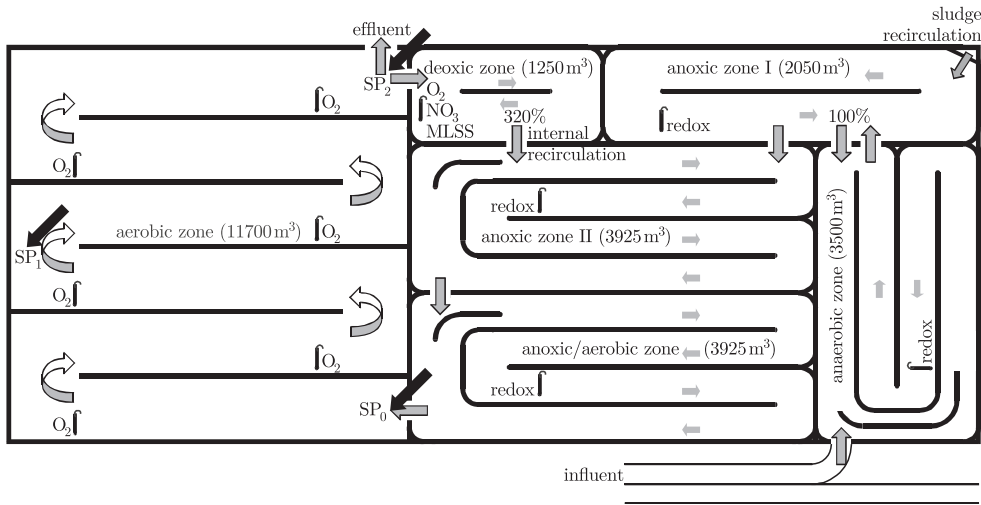 effluent
sludge
recirculation
SP2
deoxic zone (1250 m³)
O2
NO3
MLSS
320%
internal
recirculation
anoxic zone I (2050 m³)
redox
100%
O2
O2
SP1
aerobic zone (11700 m³)
O2
O2
O2
O2
SP0
redox
anoxic zone II (3925 m³)
anoxic/aerobic zone (3925 m³)
redox
anaerobic zone (3500 m³)
redox
influent